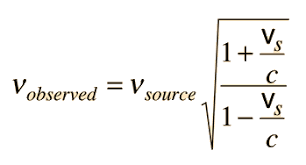 ν_observed = ν_source √((1 + v_s/c) / (1 − v_s/c))